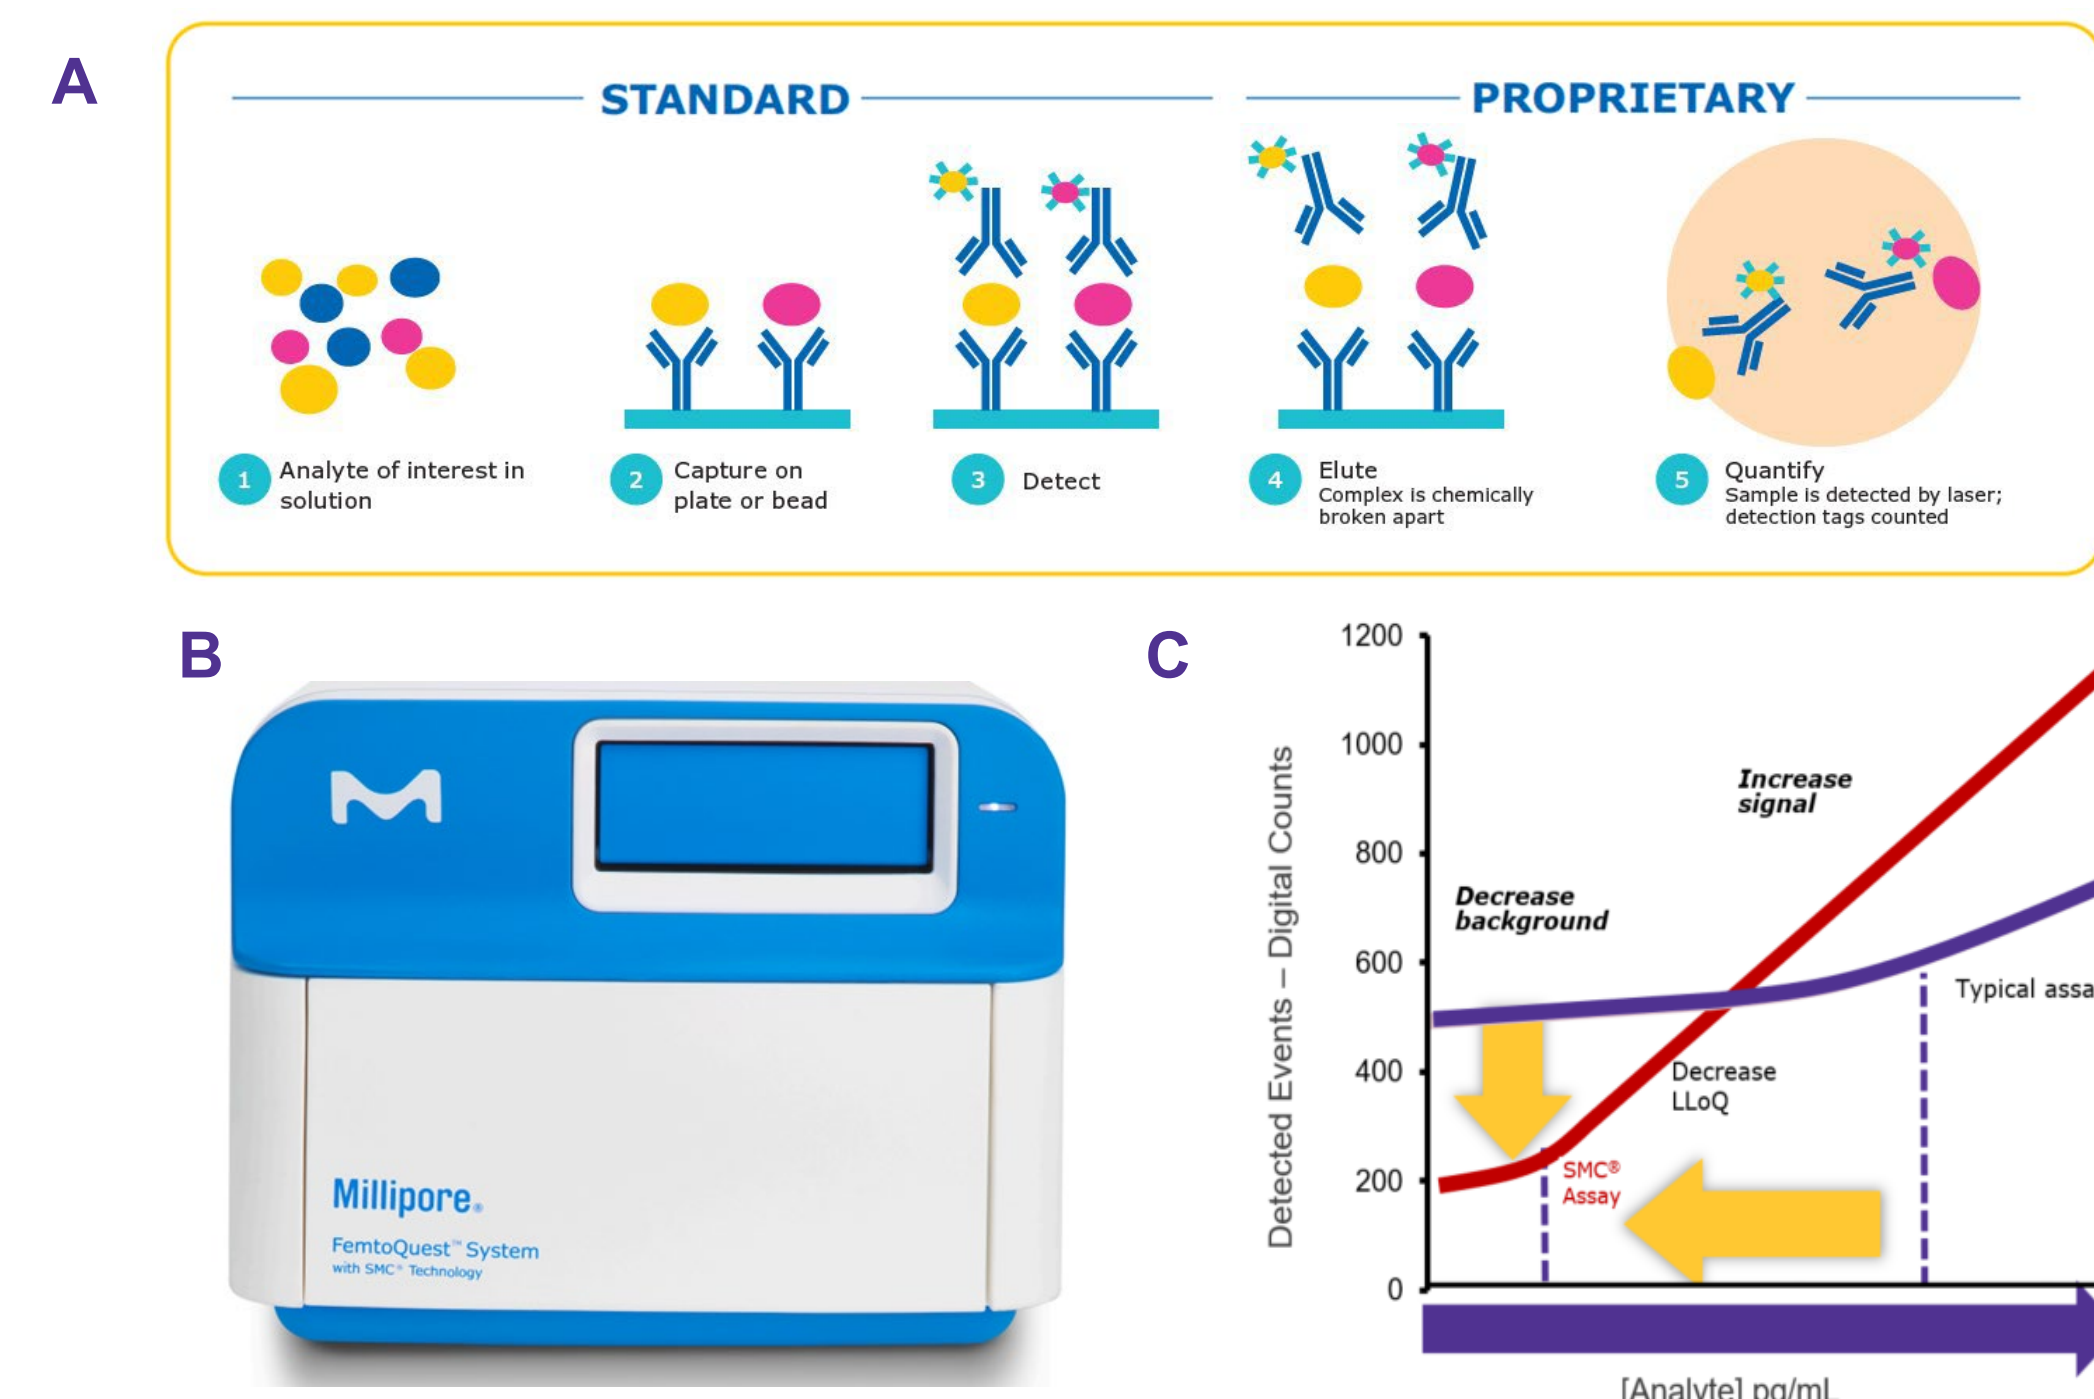 A
STANDARD
PROPRIETARY
1
Analyte of interest in
solution
2
Capture on
plate or bead
3
Detect
4
Elute
Complex is chemically
broken apart
5
Quantify
Sample is detected by laser;
detection tags counted
B
Millipore®
FemtoQuest™ System
with SMC® Technology
C
Detected Events – Digital Counts
1200
1000
800
600
400
200
0
Increase
signal
Decrease
background
Typical assa
Decrease
LLoQ
SMC®
Assay
[Analyte] pg/mL